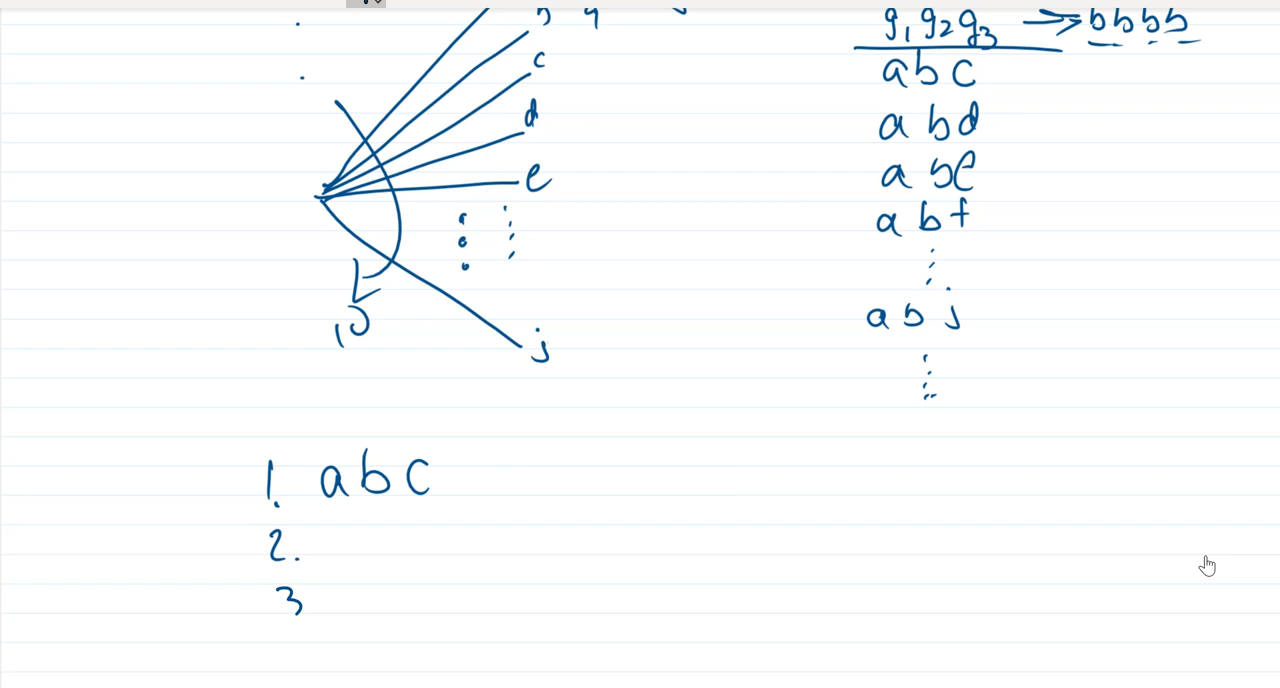 c
d
e
j
10
g1 g2 g3 → b b b b
a b c
a b d
a b e
a b f
a b j
1. a b c
2.
3